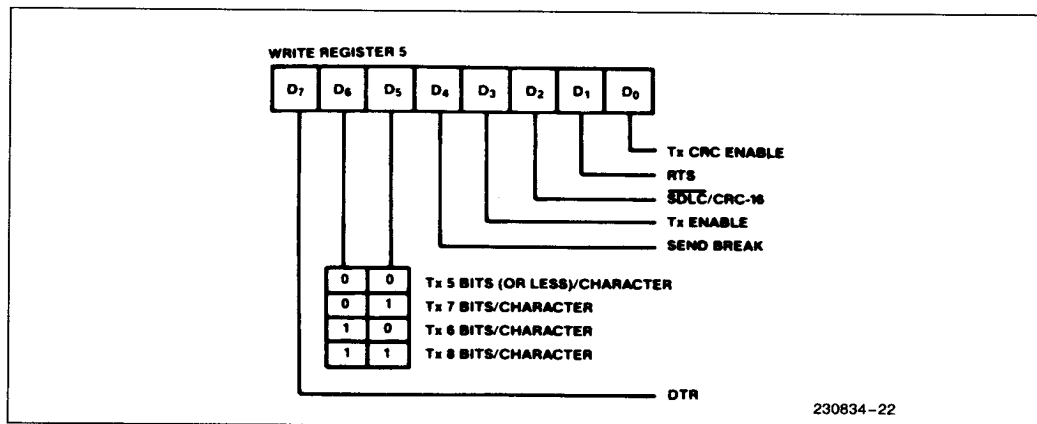 WRITE REGISTER 5
D7 D6 D5 D4 D3 D2 D1 D0
Tx CRC ENABLE
RTS
SDLC/CRC-16
Tx ENABLE
SEND BREAK
0 0 Tx 5 BITS (OR LESS)/CHARACTER
0 1 Tx 7 BITS/CHARACTER
1 0 Tx 6 BITS/CHARACTER
1 1 Tx 8 BITS/CHARACTER
DTR
230834-22